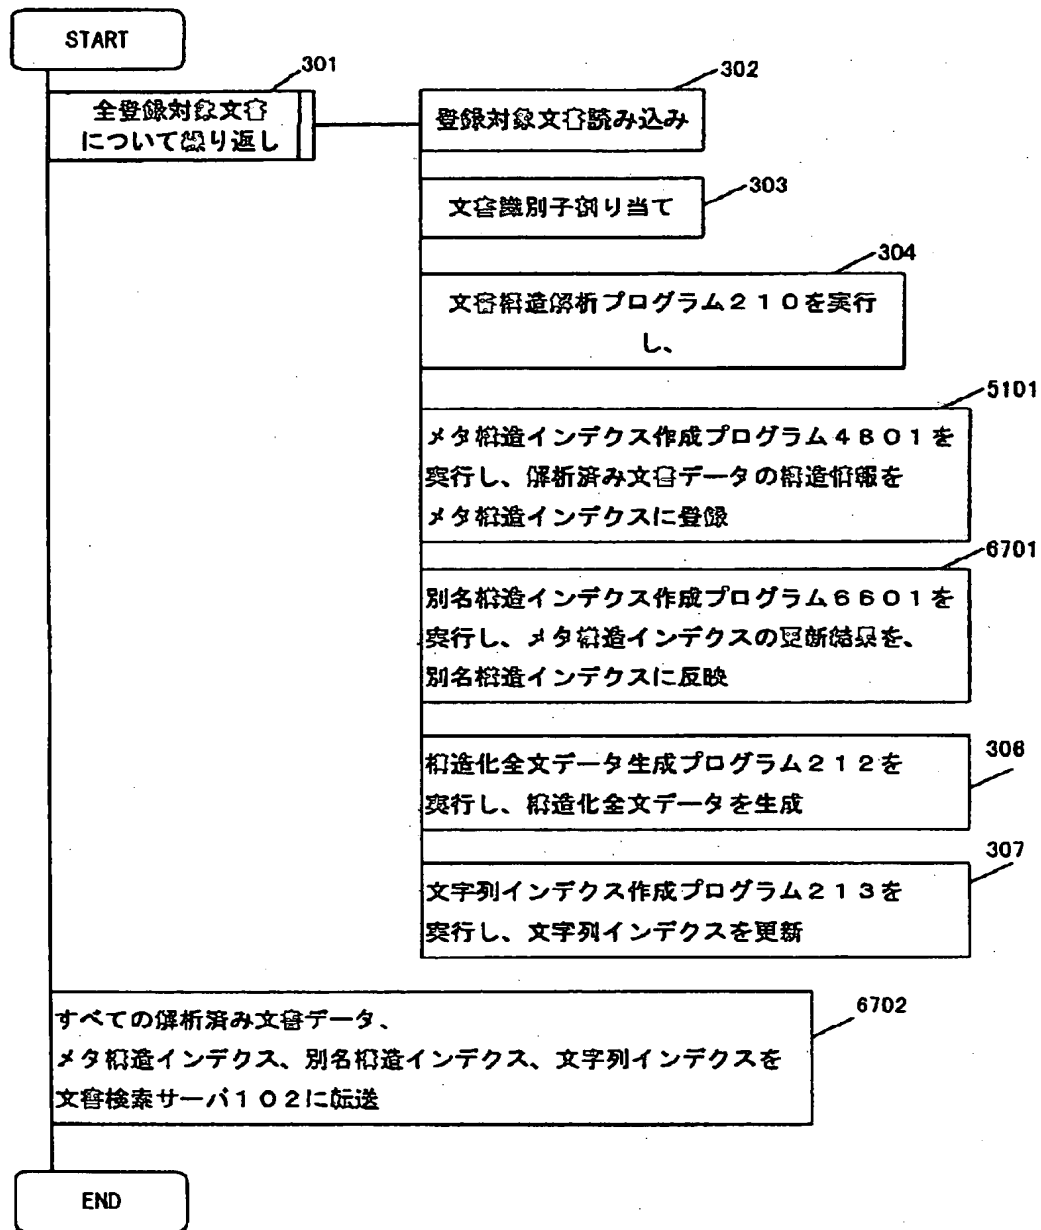 START
301
全登録対象文書
について繰り返し
302
登録対象文書読み込み
303
文書識別子割り当て
304
文書構造解析プログラム２１０を実行
し、
5101
メタ構造インデクス作成プログラム４８０１を
実行し、解析済み文書データの構造情報を
メタ構造インデクスに登録
6701
別名構造インデクス作成プログラム６６０１を
実行し、メタ構造インデクスの更新結果を、
別名構造インデクスに反映
306
構造化全文データ生成プログラム２１２を
実行し、構造化全文データを生成
307
文字列インデクス作成プログラム２１３を
実行し、文字列インデクスを更新
6702
すべての解析済み文書データ、
メタ構造インデクス、別名構造インデクス、文字列インデクスを
文書検索サーバ１０２に転送
END